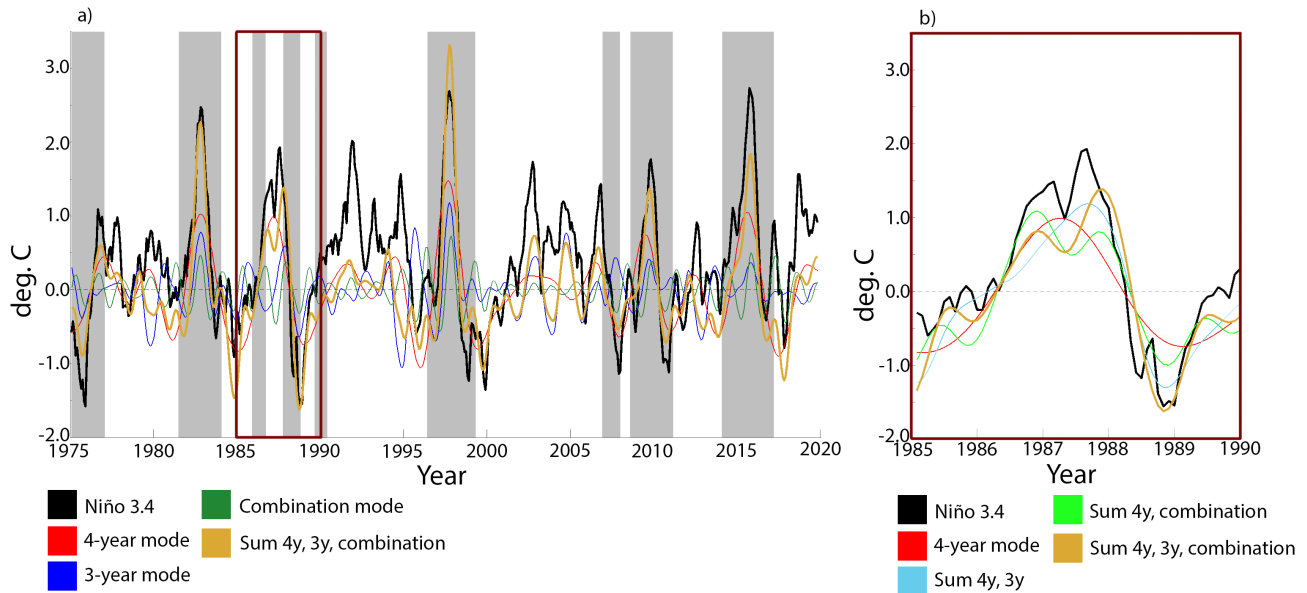 a)
deg. C
3.0
2.0
1.0
0.0
-1.0
-2.0
1975 1980 1985 1990 1995 2000 2005 2010 2015 2020
Year
Niño 3.4
4-year mode
3-year mode
Combination mode
Sum 4y, 3y, combination
b)
3.0
2.0
1.0
0.0
-1.0
-2.0
1985 1986 1987 1988 1989 1990
Year
Niño 3.4
4-year mode
Sum 4y, 3y
Sum 4y, combination
Sum 4y, 3y, combination